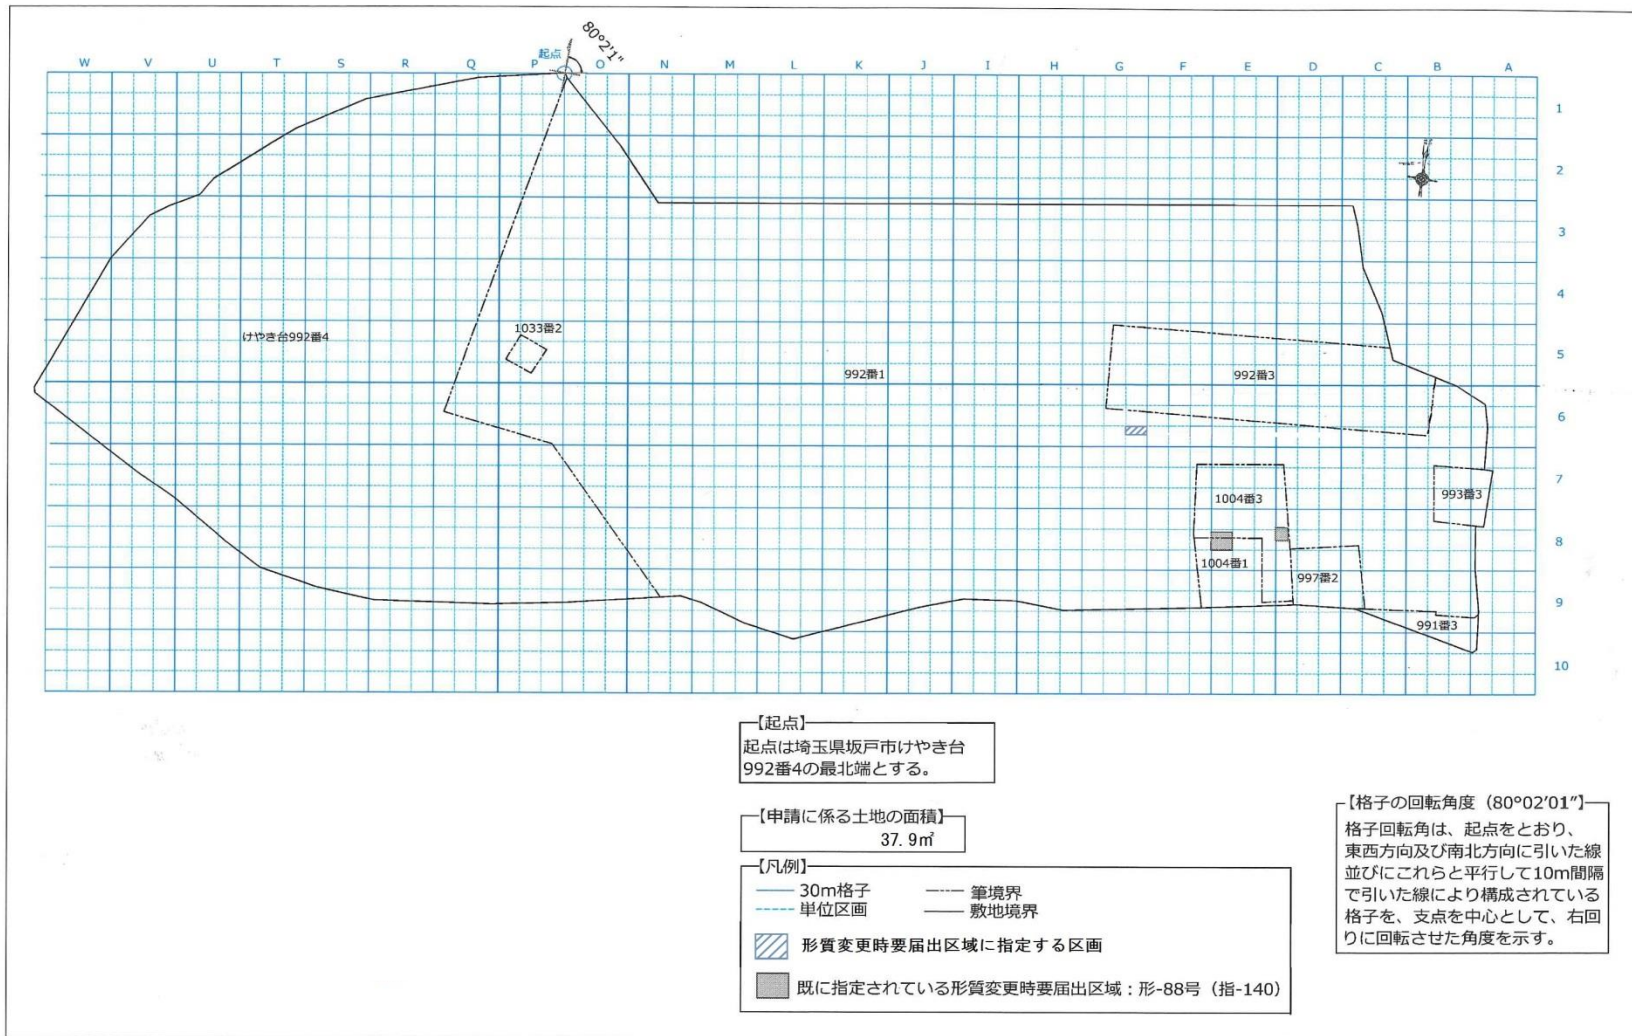 80°2'1"
起点
W V U T S R Q P O N M L K J I H G F E D C B A
1
2
3
4
1033番2
けやき台992番4
5
992番1
992番3
6
7
1004番3
993番3
8
1004番1
997番2
9
991番3
10
【起点】
起点は埼玉県坂戸市けやき台
992番4の最北端とする。
【申請に係る土地の面積】
37.9㎡
【凡例】
30m格子 筆境界
単位区画 敷地境界
形質変更時要届出区域に指定する区画
既に指定されている形質変更時要届出区域：形-88号（指-140）
【格子の回転角度（80°02′01″】
格子回転角は、起点をとおり、
東西方向及び南北方向に引いた線
並びにこれらと平行して10m間隔
で引いた線により構成されている
格子を、支点を中心として、右回
りに回転させた角度を示す。